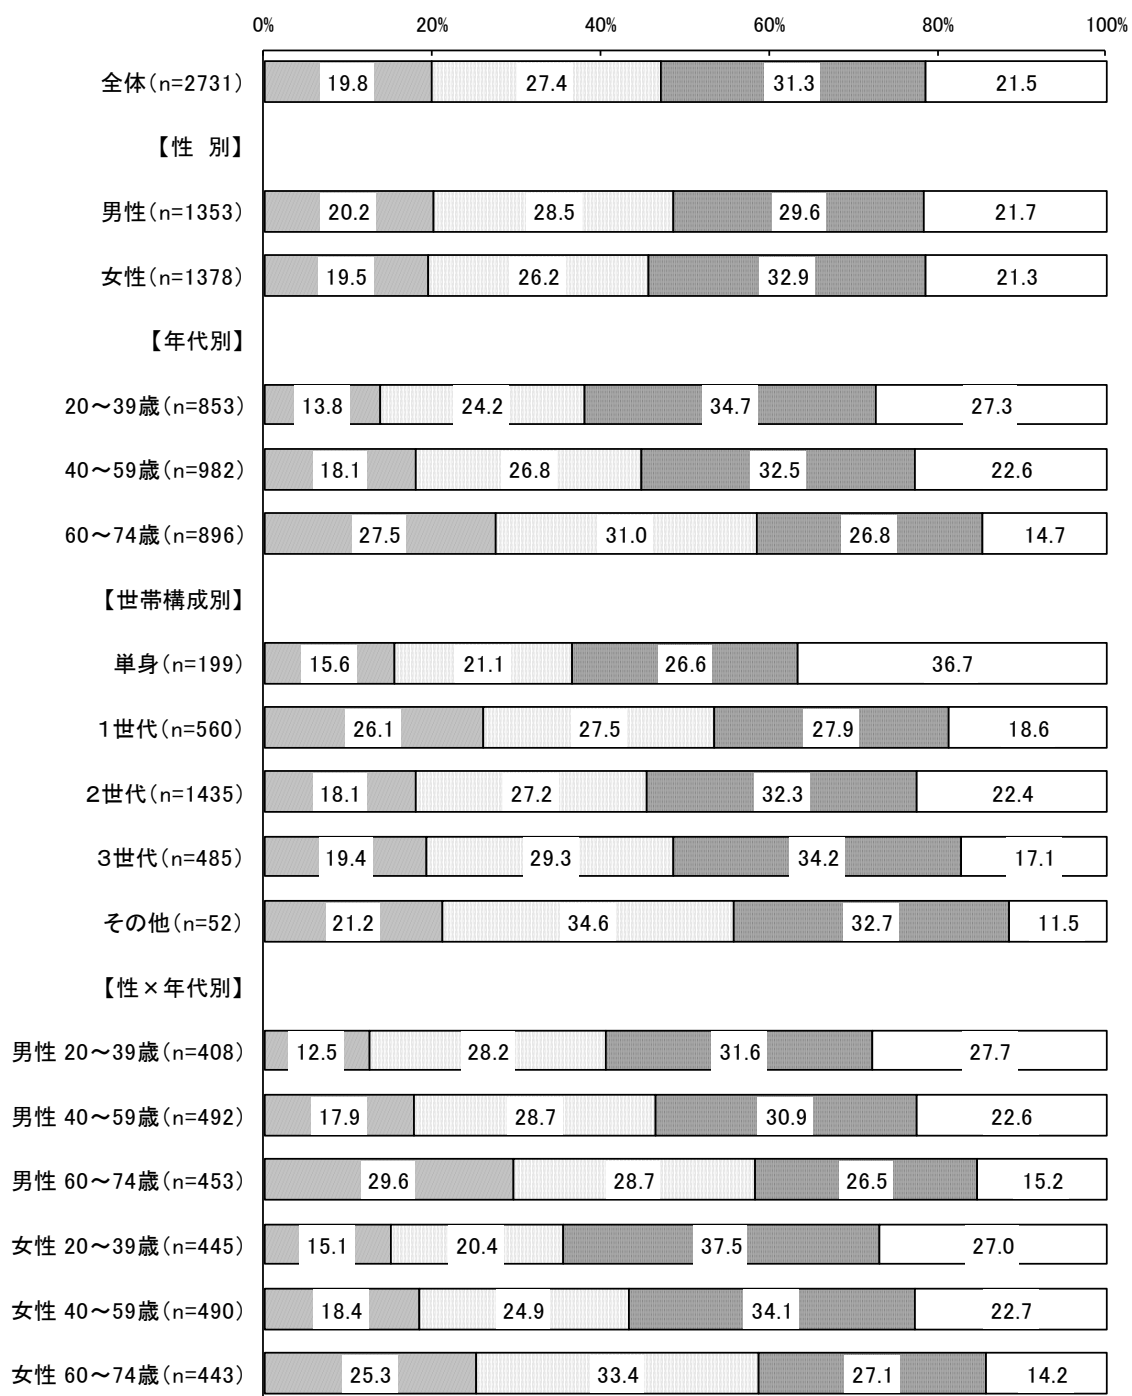 0% 20% 40% 60% 80% 100%
全体(n=2731) 19.8 27.4 31.3 21.5
【性 別】
男性(n=1353) 20.2 28.5 29.6 21.7
女性(n=1378) 19.5 26.2 32.9 21.3
【年代別】
20～39歳(n=853) 13.8 24.2 34.7 27.3
40～59歳(n=982) 18.1 26.8 32.5 22.6
60～74歳(n=896) 27.5 31.0 26.8 14.7
【世帯構成別】
単身(n=199) 15.6 21.1 26.6 36.7
1世代(n=560) 26.1 27.5 27.9 18.6
2世代(n=1435) 18.1 27.2 32.3 22.4
3世代(n=485) 19.4 29.3 34.2 17.1
その他(n=52) 21.2 34.6 32.7 11.5
【性×年代別】
男性 20～39歳(n=408) 12.5 28.2 31.6 27.7
男性 40～59歳(n=492) 17.9 28.7 30.9 22.6
男性 60～74歳(n=453) 29.6 28.7 26.5 15.2
女性 20～39歳(n=445) 15.1 20.4 37.5 27.0
女性 40～59歳(n=490) 18.4 24.9 34.1 22.7
女性 60～74歳(n=443) 25.3 33.4 27.1 14.2